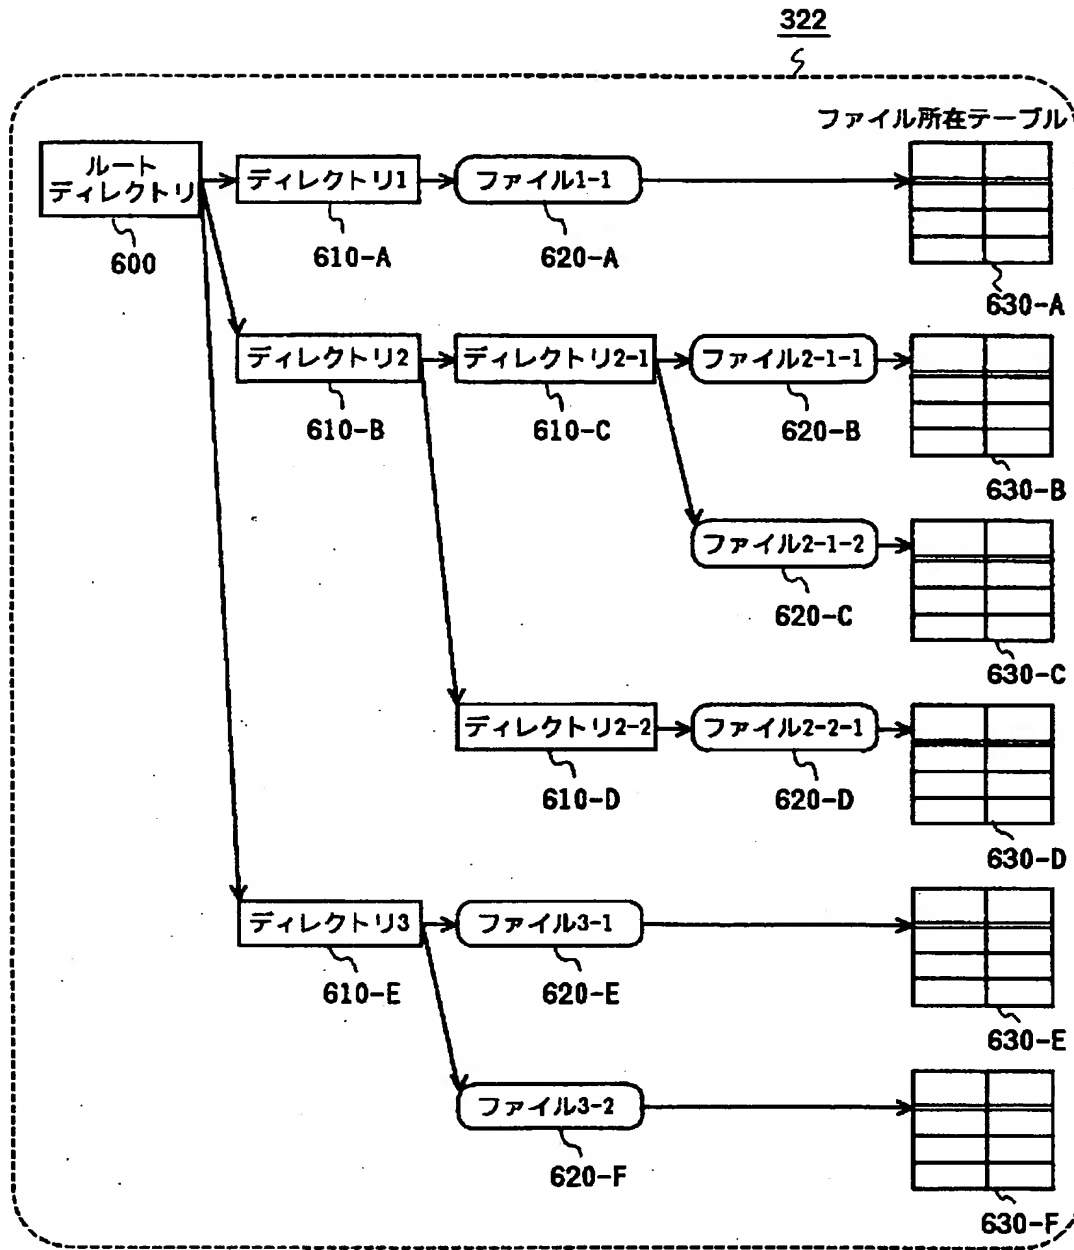 322
ファイル所在テーブル
ルート
ディレクトリ
ディレクトリ1
ファイル1-1
600
610-A
620-A
630-A
ディレクトリ2
ディレクトリ2-1
ファイル2-1-1
610-B
610-C
620-B
630-B
ファイル2-1-2
620-C
630-C
ディレクトリ2-2
ファイル2-2-1
610-D
620-D
630-D
ディレクトリ3
ファイル3-1
610-E
620-E
630-E
ファイル3-2
620-F
630-F